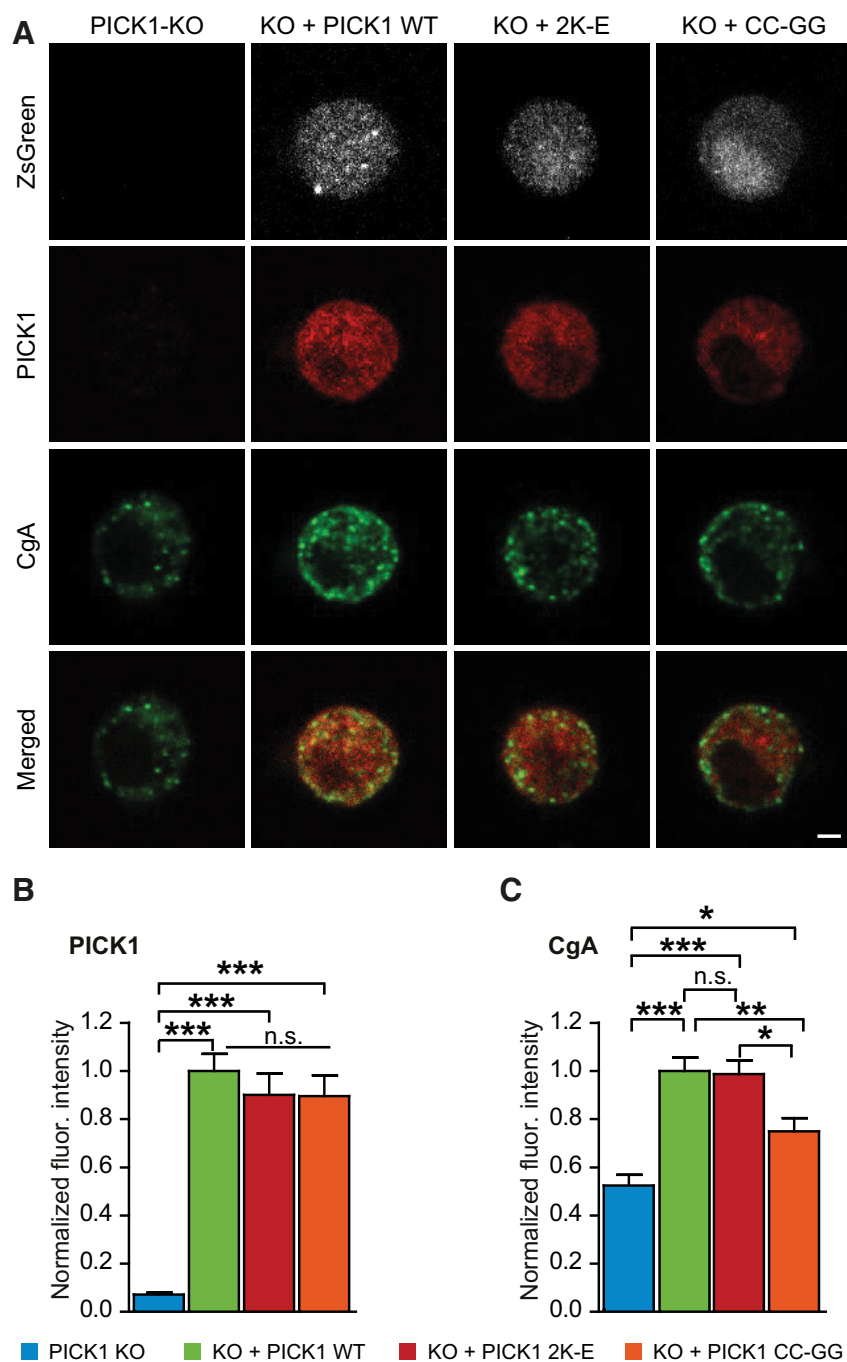 A
PICK1-KO KO + PICK1 WT KO + 2K-E KO + CC-GG
ZsGreen
PICK1
CgA
Merged
B
PICK1
***
***
*** n.s.
Normalized fluor. intensity
1.2
1.0
0.8
0.6
0.4
0.2
0.0
C
CgA
*
***
n.s.
*** **
*
Normalized fluor. intensity
1.2
1.0
0.8
0.6
0.4
0.2
0.0
PICK1 KO KO + PICK1 WT KO + PICK1 2K-E KO + PICK1 CC-GG